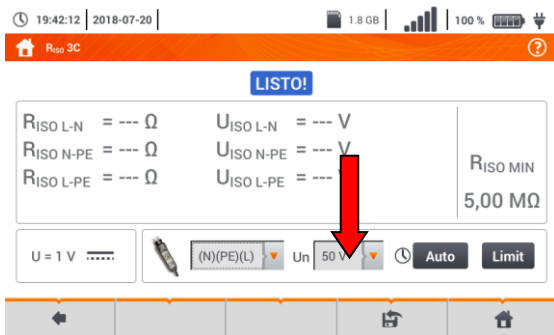 19:42:12 2018-07-20 1.8 GB 100 %
RISO 3C ?
LISTO!
RISO L-N = --- Ω UISO L-N = --- V
RISO N-PE = --- Ω UISO N-PE = --- V
RISO L-PE = --- Ω UISO L-PE = ---
RISO MIN
5,00 MΩ
U = 1 V (N)(PE)(L) Un 50 V Auto Limit